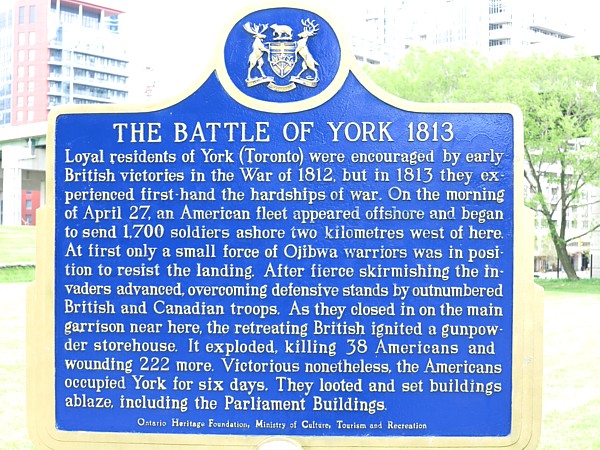 THE BATTLE OF YORK 1813
Loyal residents of York (Toronto) were encouraged by early
British victories in the War of 1812, but in 1813 they ex-
perienced first-hand the hardships of war. On the morning
of April 27, an American fleet appeared offshore and began
to send 1,700 soldiers ashore two kilometres west of here.
At first only a small force of Ojibwa warriors was in posi-
tion to resist the landing. After fierce skirmishing the in-
vaders advanced, overcoming defensive stands by outnumbered
British and Canadian troops. As they closed in on the main
garrison near here, the retreating British ignited a gunpow-
der storehouse. It exploded, killing 38 Americans and
wounding 222 more. Victorious nonetheless, the Americans
occupied York for six days. They looted and set buildings
ablaze, including the Parliament Buildings.
Ontario Heritage Foundation, Ministry of Culture, Tourism and Recreation